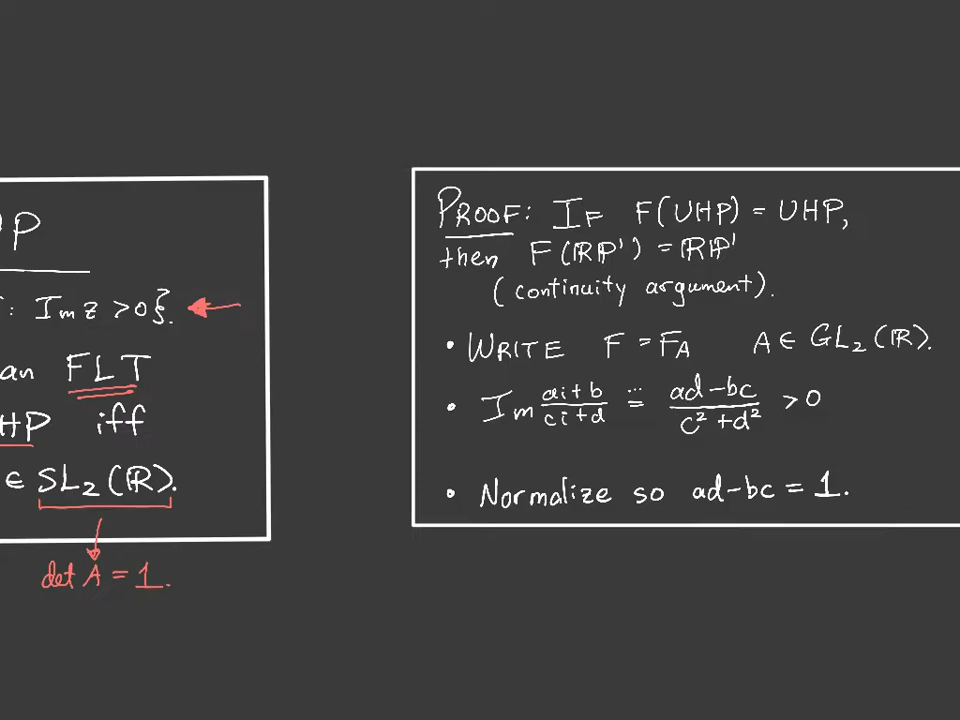 HP
: Im z > 0}.
an FLT
HP iff
∈ SL₂(ℝ).
det A = 1.
PROOF: IF F(UHP) = UHP,
then F(ℝP¹) = ℝP¹
(continuity argument).
• WRITE F = F_A A ∈ GL₂(ℝ).
• Im (ai+b)/(ci+d) ⩴ (ad-bc)/(c²+d²) > 0
• Normalize so ad-bc = 1.